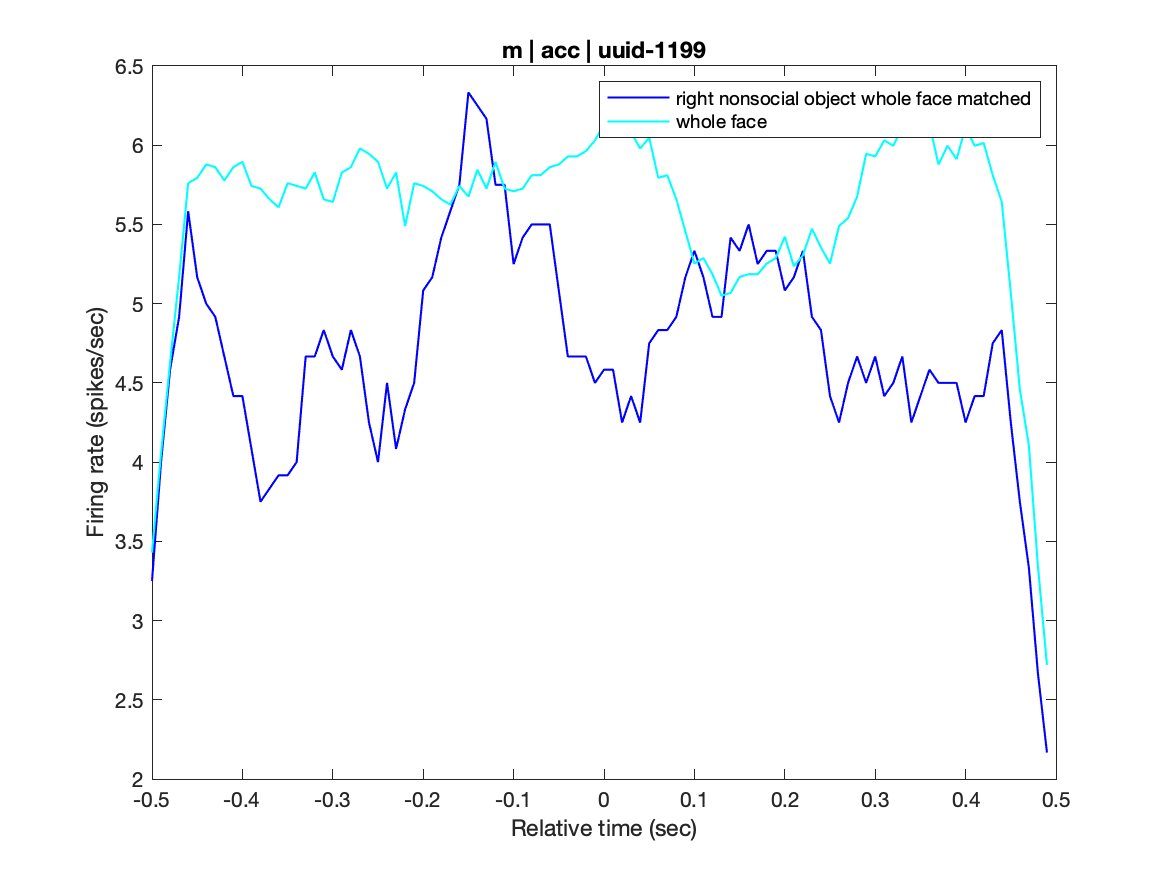 m | acc | uuid-1199
right nonsocial object whole face matched
whole face
Firing rate (spikes/sec)
6.5
6
5.5
5
4.5
4
3.5
3
2.5
2
-0.5 -0.4 -0.3 -0.2 -0.1 0 0.1 0.2 0.3 0.4 0.5
Relative time (sec)